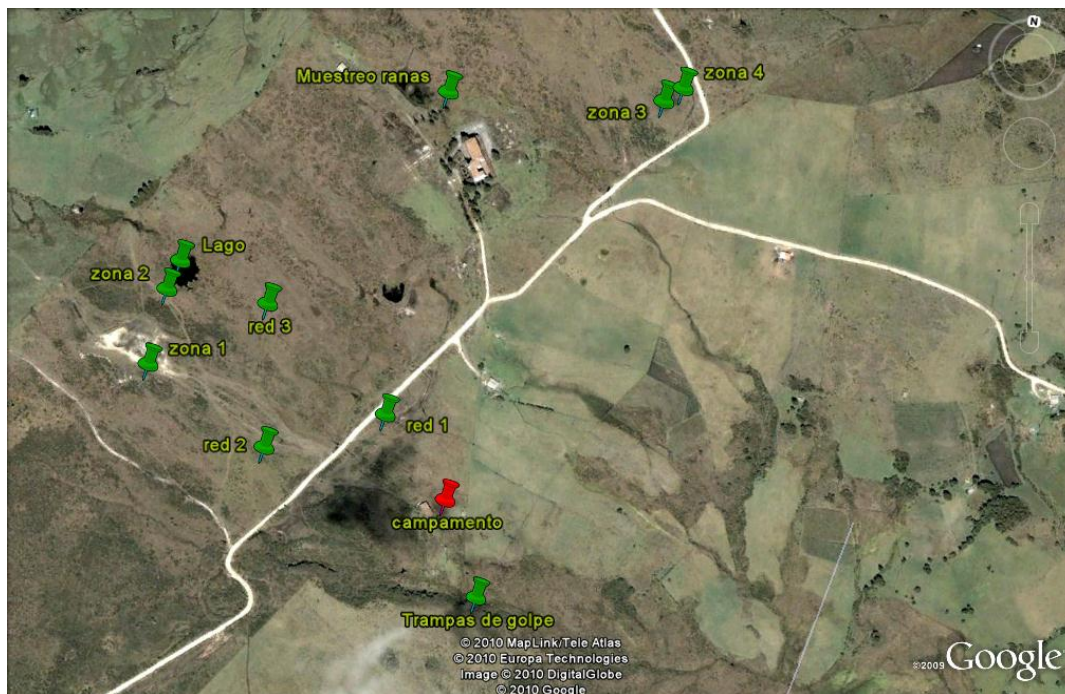 N
Muestreo ranas
zona 4
zona 3
Lago
zona 2
red 3
zona 1
red 1
red 2
campamento
Trampas de golpe
© 2010 MapLink/Tele Atlas
© 2010 Europa Technologies
Image © 2010 DigitalGlobe
© 2010 Google
©2009 Google